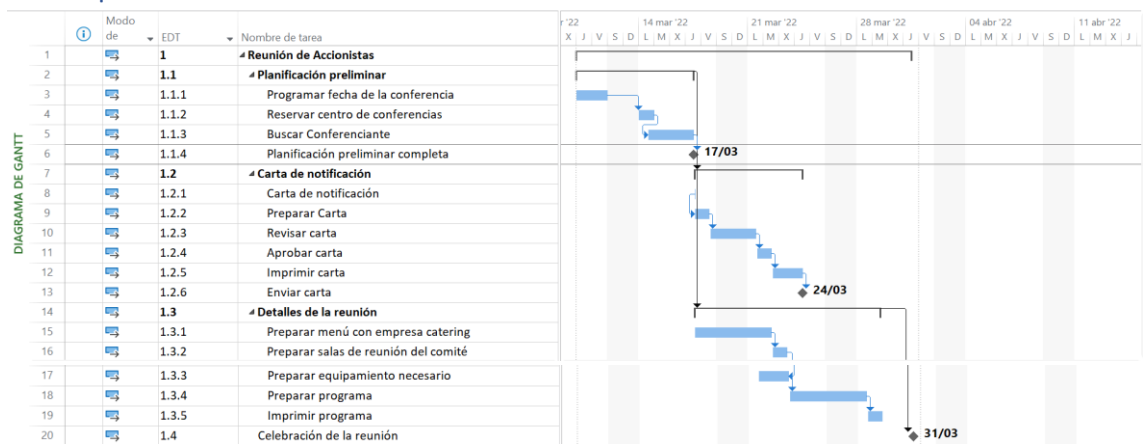 Modo
de
EDT
Nombre de tarea
r '22
14 mar '22
21 mar '22
28 mar '22
04 abr '22
11 abr '22
X J V S D L M X J V S D L M X J V S D L M X J V S D L M X J V S D L M X J
DIAGRAMA DE GANTT
1 1 Reunión de Accionistas
2 1.1 Planificación preliminar
3 1.1.1 Programar fecha de la conferencia
4 1.1.2 Reservar centro de conferencias
5 1.1.3 Buscar Conferenciante
6 1.1.4 Planificación preliminar completa 17/03
7 1.2 Carta de notificación
8 1.2.1 Carta de notificación
9 1.2.2 Preparar Carta
10 1.2.3 Revisar carta
11 1.2.4 Aprobar carta
12 1.2.5 Imprimir carta
13 1.2.6 Enviar carta 24/03
14 1.3 Detalles de la reunión
15 1.3.1 Preparar menú con empresa catering
16 1.3.2 Preparar salas de reunión del comité
17 1.3.3 Preparar equipamiento necesario
18 1.3.4 Preparar programa
19 1.3.5 Imprimir programa
20 1.4 Celebración de la reunión 31/03